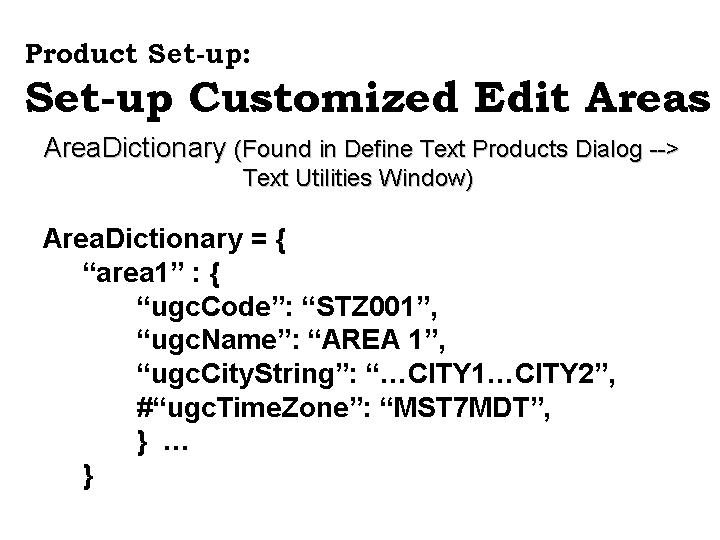 Product Set-up:
Set-up Customized Edit Areas
Area.Dictionary (Found in Define Text Products Dialog -->
Text Utilities Window)
Area.Dictionary = {
“area1” : {
“ugc.Code”: “STZ001”,
“ugc.Name”: “AREA 1”,
“ugc.City.String”: “…CITY1…CITY2”,
#“ugc.Time.Zone”: “MST7MDT”,
} …
}